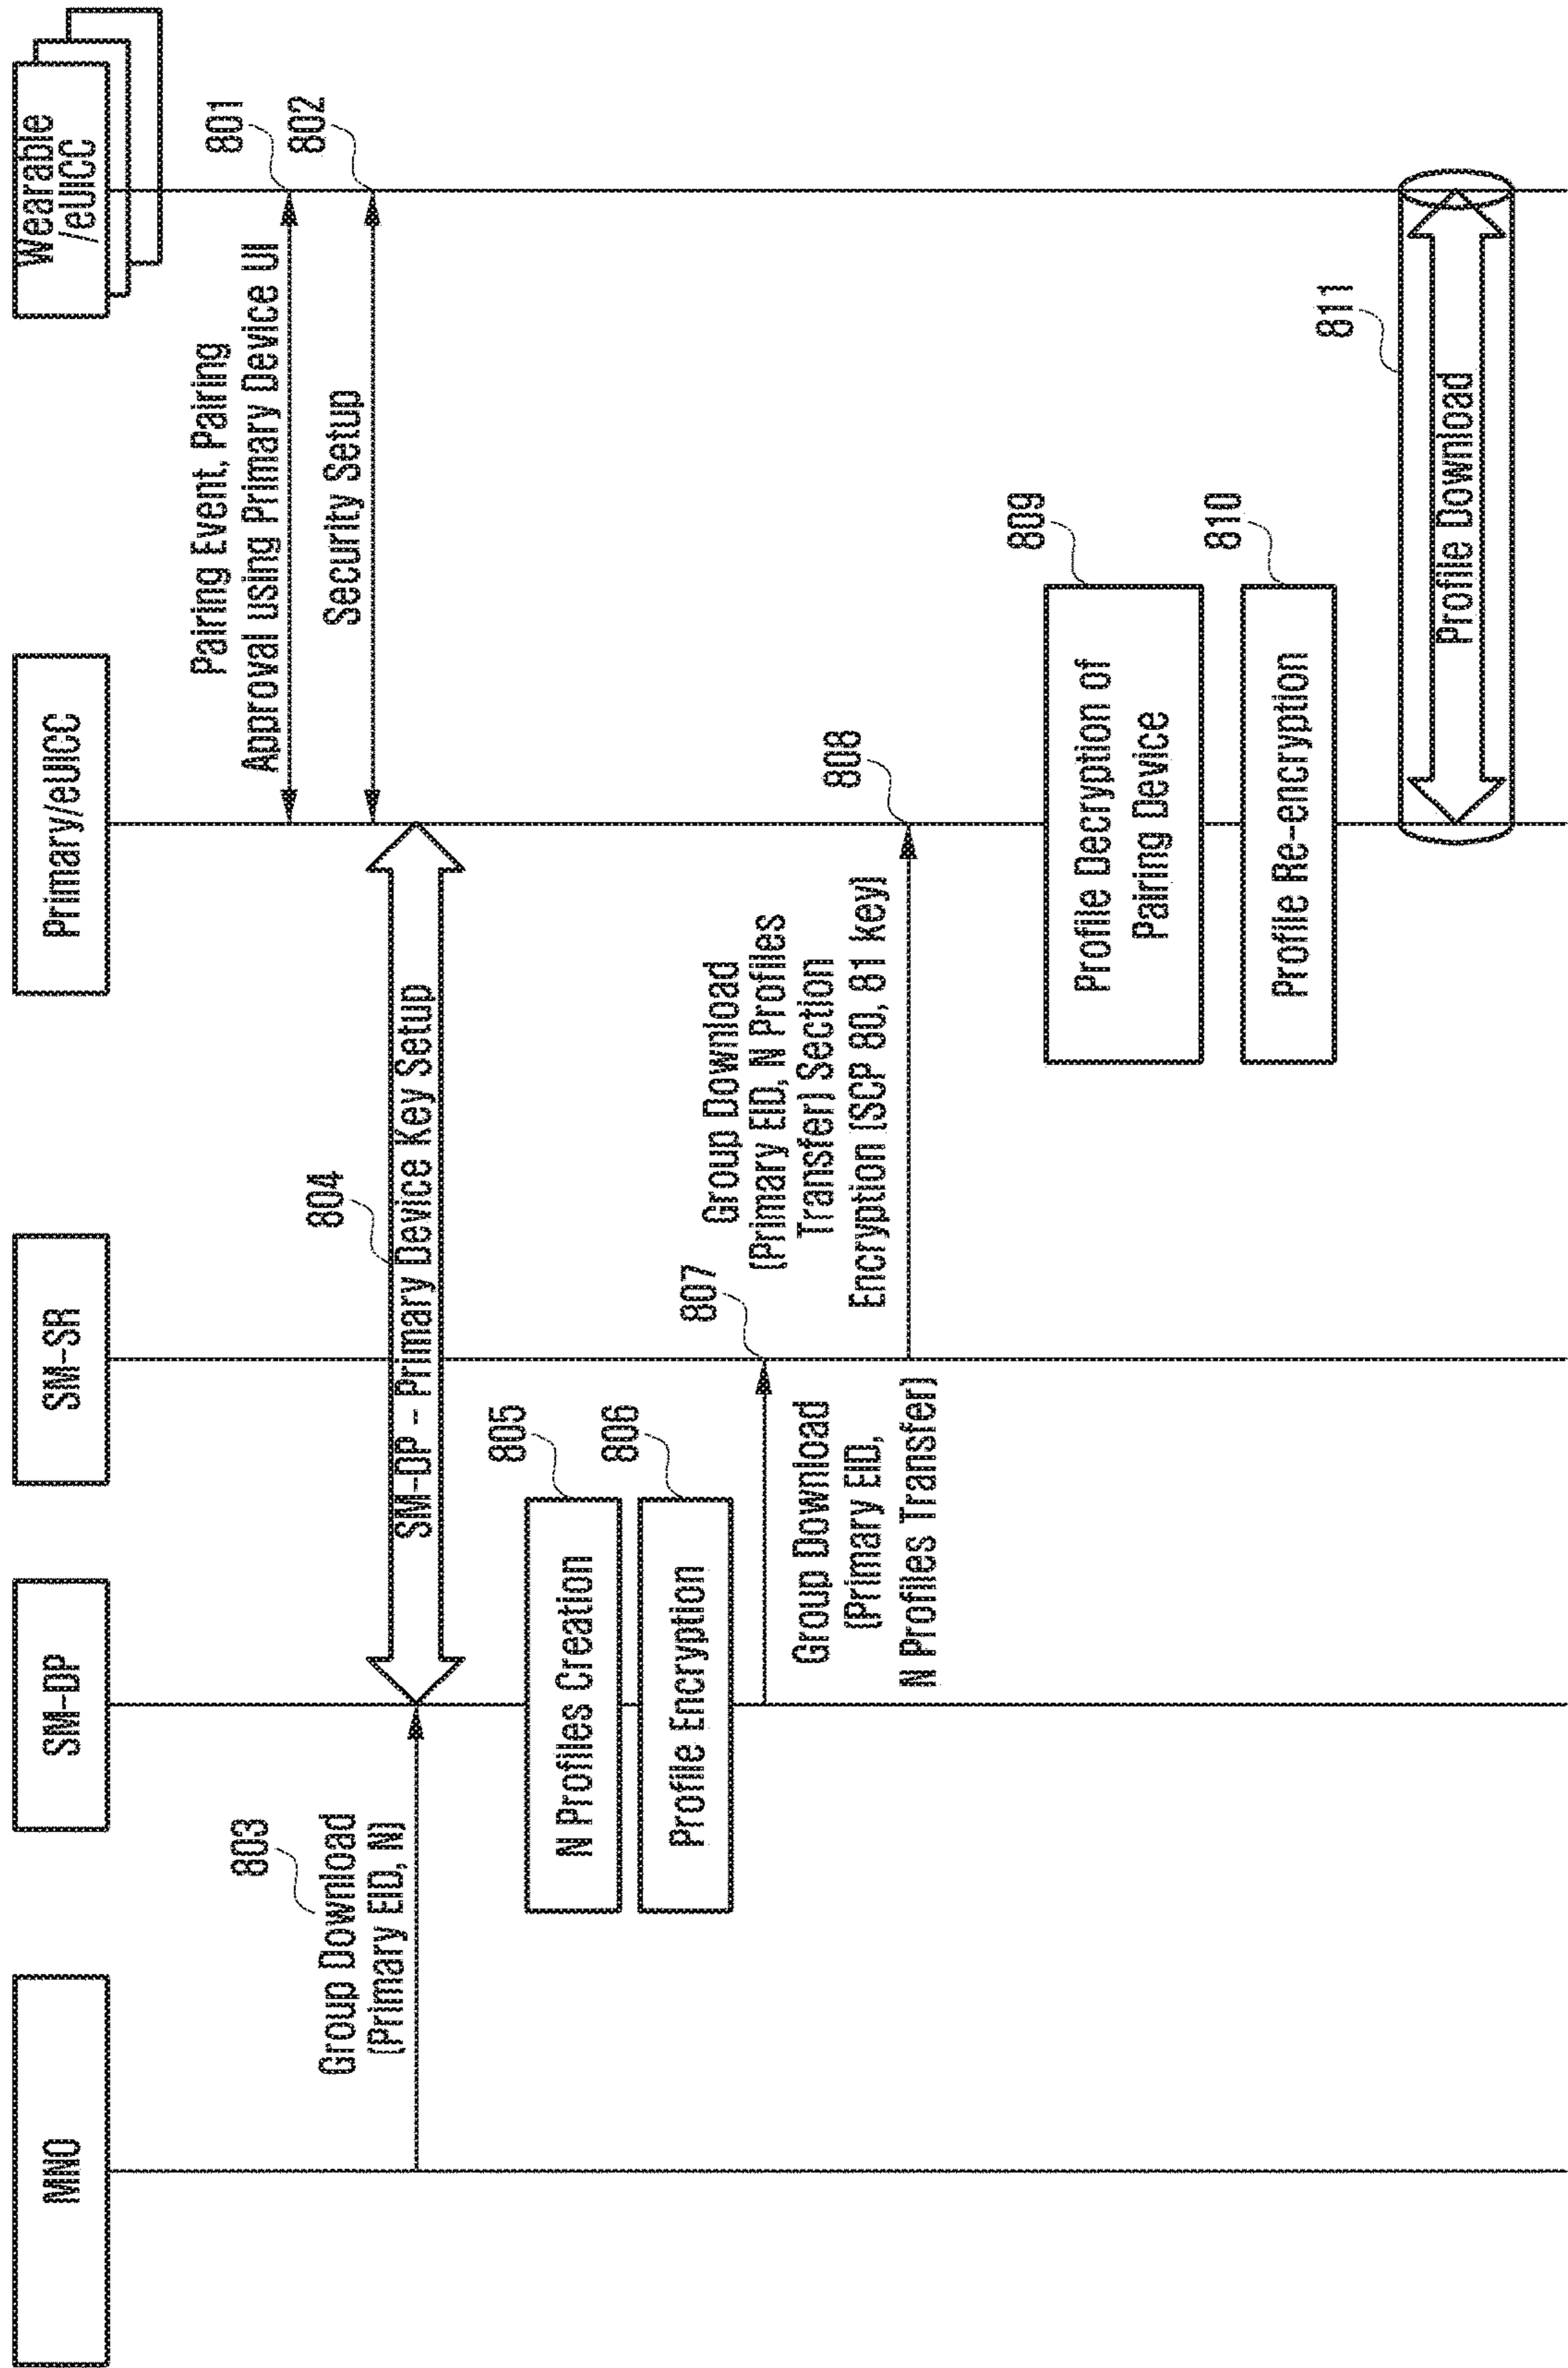 MNO
SM-DP
SM-SR
Primary/eUICC
Wearable
/eUICC
801
Pairing Event, Pairing
Approval using Primary Device UI
802
Security Setup
803
Group Download
(Primary EID, N)
804
SM-DP - Primary Device Key Setup
805
N Profiles Creation
806
Profile Encryption
807
Group Download
(Primary EID,
N Profiles Transfer)
808
Group Download
(Primary EID, N Profiles
Transfer) Section
Encryption (SCP 80, 81 key)
809
Profile Decryption of
Pairing Device
810
Profile Re-encryption
811
Profile Download